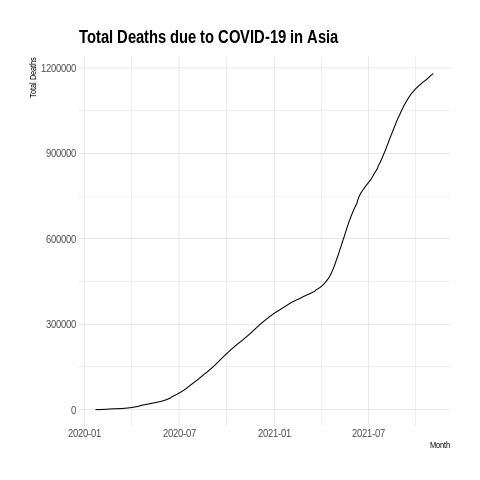 Total Deaths due to COVID-19 in Asia
Total Deaths
1200000
900000
600000
300000
0
2020-01 2020-07 2021-01 2021-07
Month